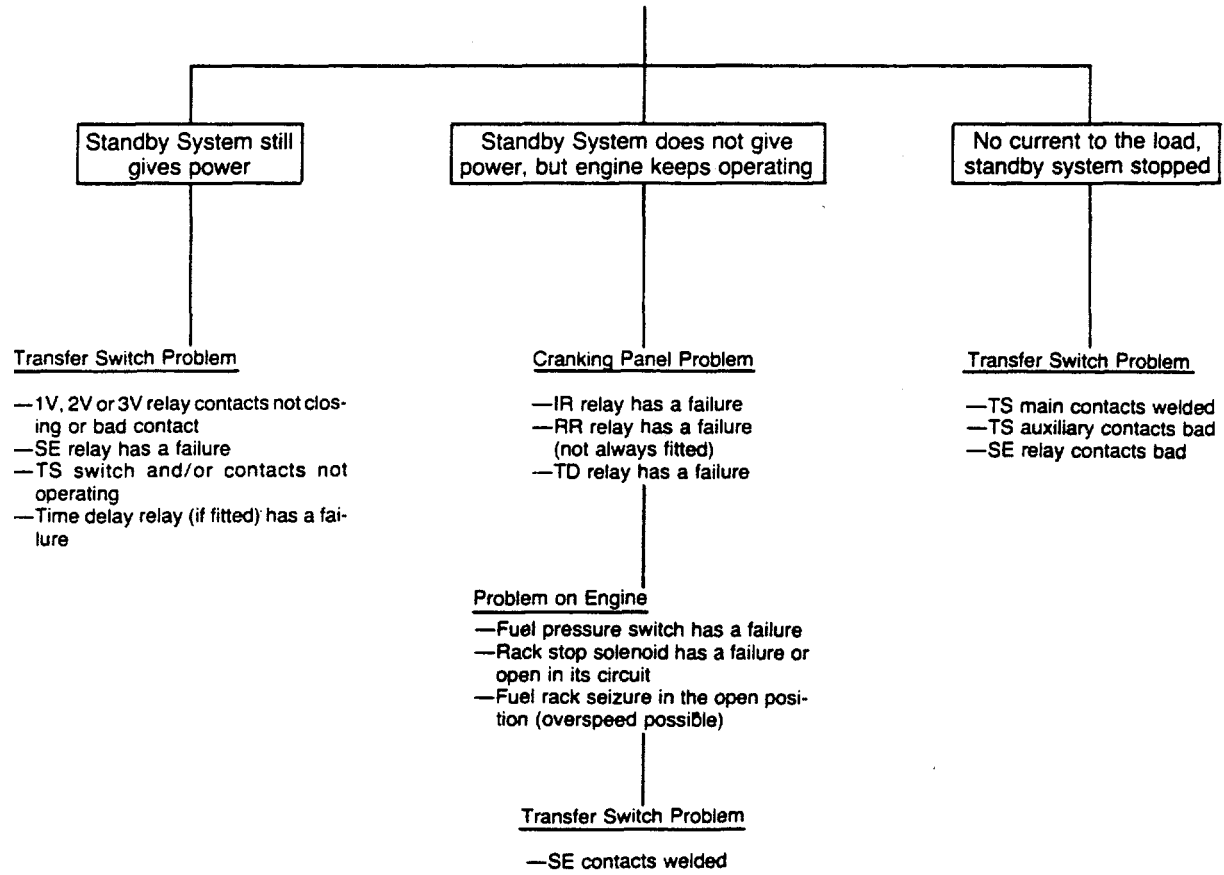 Standby System still
gives power
Standby System does not give
power, but engine keeps operating
No current to the load,
standby system stopped
Transfer Switch Problem
—1V, 2V or 3V relay contacts not clos-
ing or bad contact
—SE relay has a failure
—TS switch and/or contacts not
operating
—Time delay relay (if fitted) has a fai-
lure
Cranking Panel Problem
—IR relay has a failure
—RR relay has a failure
(not always fitted)
—TD relay has a failure
Problem on Engine
—Fuel pressure switch has a failure
—Rack stop solenoid has a failure or
open in its circuit
—Fuel rack seizure in the open posi-
tion (overspeed possible)
Transfer Switch Problem
—SE contacts welded
Transfer Switch Problem
—TS main contacts welded
—TS auxiliary contacts bad
—SE relay contacts bad